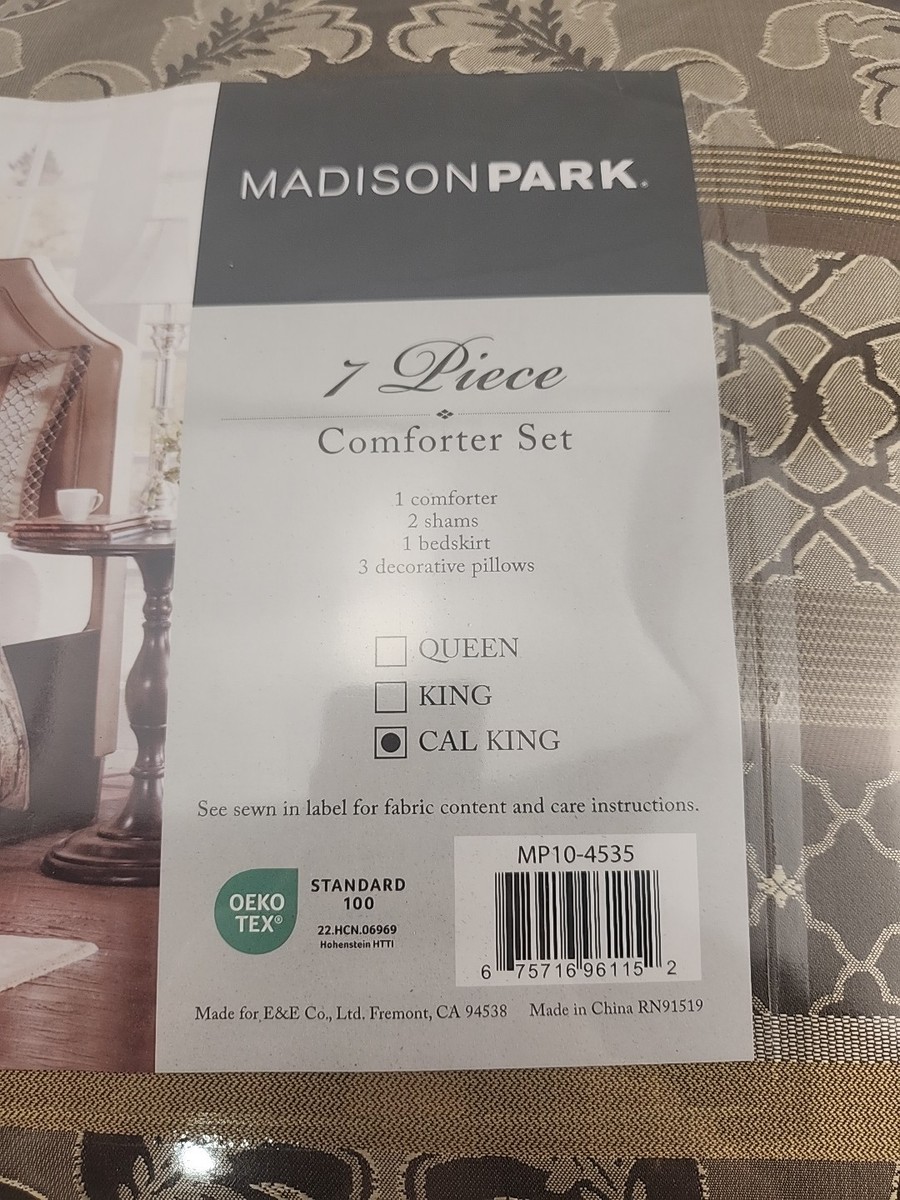 MADISONPARK.
7 Piece
Comforter Set
1 comforter
2 shams
1 bedskirt
3 decorative pillows
QUEEN
KING
CAL KING
See sewn in label for fabric content and care instructions.
OEKO
TEX®
STANDARD
100
22.HCN.06969
Hohenstein HTTI
MP10-4535
6 75716 96115 2
Made for E&E Co., Ltd. Fremont, CA 94538 Made in China RN91519